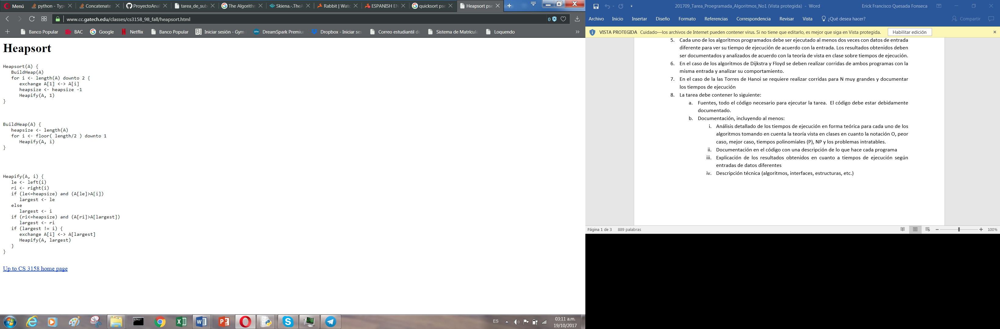 Menú
python - Typ
Concatenate
ProyectoAnal
tarea_de_sub
The Algorithm
Skiena.-.TheA
Rabbit | Watc
ESPANISH EN
quicksort pse
Heapsort pse
www.cc.gatech.edu/classes/cs3158_98_fall/heapsort.html
0
Banco Popular
BAC
Google
Netflix
Banco Popular
BJ Iniciar sesión - Gym
DreamSpark Premiu
Dropbox - Iniciar ses
Correo estudiantil de
Sistema de Matrícula
Loquendo
Heapsort
Heapsort(A) {
   BuildHeap(A)
   for i <- length(A) downto 2 {
      exchange A[1] <-> A[i]
      heapsize <- heapsize -1
      Heapify(A, 1)
}
BuildHeap(A) {
   heapsize <- length(A)
   for i <- floor( length/2 ) downto 1
      Heapify(A, i)
}
Heapify(A, i) {
   le <- left(i)
   ri <- right(i)
   if (le<=heapsize) and (A[le]>A[i])
      largest <- le
   else
      largest <- i
   if (ri<=heapsize) and (A[ri]>A[largest])
      largest <- ri
   if (largest != i) {
      exchange A[i] <-> A[largest]
      Heapify(A, largest)
   }
}
Up to CS 3158 home page
ES
03:11 a.m.
19/10/2017
201709_Tarea_Proegramada_Algoritmos_No1 (Vista protegida) - Word
Erick Francisco Quesada Fonseca
Archivo Inicio Insertar Diseño Formato Referencias Correspondencia Revisar Vista ¿Qué desea hacer? Compartir
VISTA PROTEGIDA Cuidado—los archivos de Internet pueden contener virus. Si no tiene que editarlo, es mejor que siga en Vista protegida. Habilitar edición
5. Cada uno de los algoritmos programados debe ser ejecutado al menos dos veces con datos de entrada
diferente para ver su tiempo de ejecución de acuerdo con la entrada. Los resultados obtenidos deben
ser documentados y analizados de acuerdo con la teoría de vista en clase sobre tiempos de ejecución.
6. En el caso de los algoritmos de Dijkstra y Floyd se deben realizar corridas de ambos programas con la
misma entrada y analizar su comportamiento.
7. En el caso de la las Torres de Hanoi se requiere realizar corridas para N muy grandes y documentar
los tiempos de ejecución
8. La tarea debe contener lo siguiente:
a. Fuentes, todo el código necesario para ejecutar la tarea. El código debe estar debidamente
documentado.
b. Documentación, incluyendo al menos:
i. Análisis detallado de los tiempos de ejecución en forma teórica para cada uno de los
algoritmos tomando en cuenta la teoría vista en clases en cuanto la notación O, peor
caso, mejor caso, tiempos polinomiales (P), NP y los problemas intratables.
ii. Documentación en el código con una descripción de lo que hace cada programa
iii. Explicación de los resultados obtenidos en cuanto a tiempos de ejecución según
entradas de datos diferentes
iv. Descripción técnica (algoritmos, interfaces, estructuras, etc.)
Página 1 de 3 889 palabras
100%